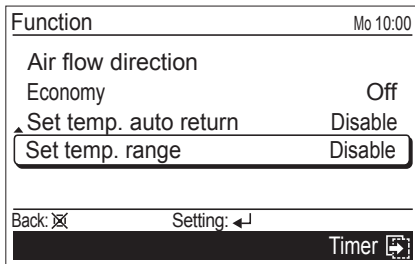 Function Mo 10:00
Air flow direction
Economy Off
Set temp. auto return Disable
Set temp. range Disable
Back: Setting:
Timer